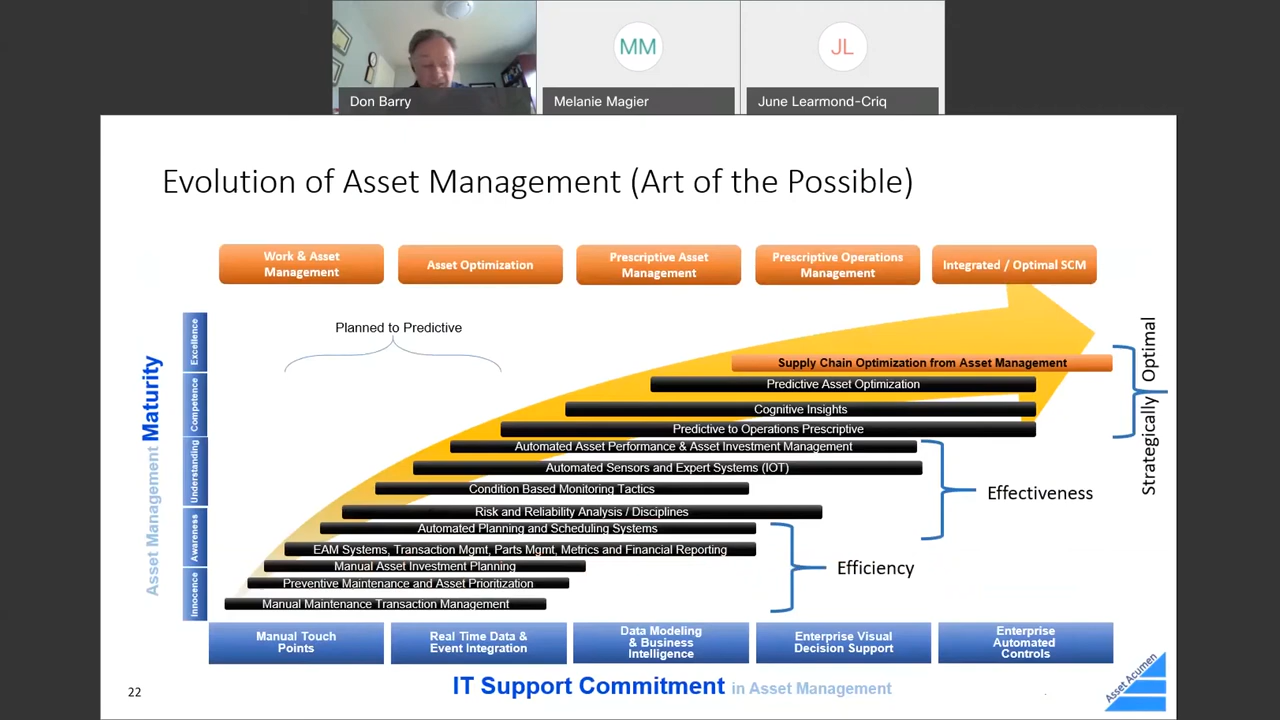 MM
JL
Don Barry
Melanie Magier
June Learmond-Criq
Evolution of Asset Management (Art of the Possible)
Work & Asset
Management
Asset Optimization
Prescriptive Asset
Management
Prescriptive Operations
Management
Integrated / Optimal SCM
Planned to Predictive
Asset Management Maturity
Excellence
Competence
Understanding
Awareness
Innocence
Supply Chain Optimization from Asset Management
Predictive Asset Optimization
Cognitive Insights
Predictive to Operations Prescriptive
Automated Asset Performance & Asset Investment Management
Automated Sensors and Expert Systems (IOT)
Condition Based Monitoring Tactics
Risk and Reliability Analysis / Disciplines
Automated Planning and Scheduling Systems
EAM Systems, Transaction Mgmt, Parts Mgmt, Metrics and Financial Reporting
Manual Asset Investment Planning
Preventive Maintenance and Asset Prioritization
Manual Maintenance Transaction Management
Strategically Optimal
Effectiveness
Efficiency
Manual Touch
Points
Real Time Data &
Event Integration
Data Modeling
& Business
Intelligence
Enterprise Visual
Decision Support
Enterprise
Automated
Controls
22
IT Support Commitment in Asset Management
Asset Acumen